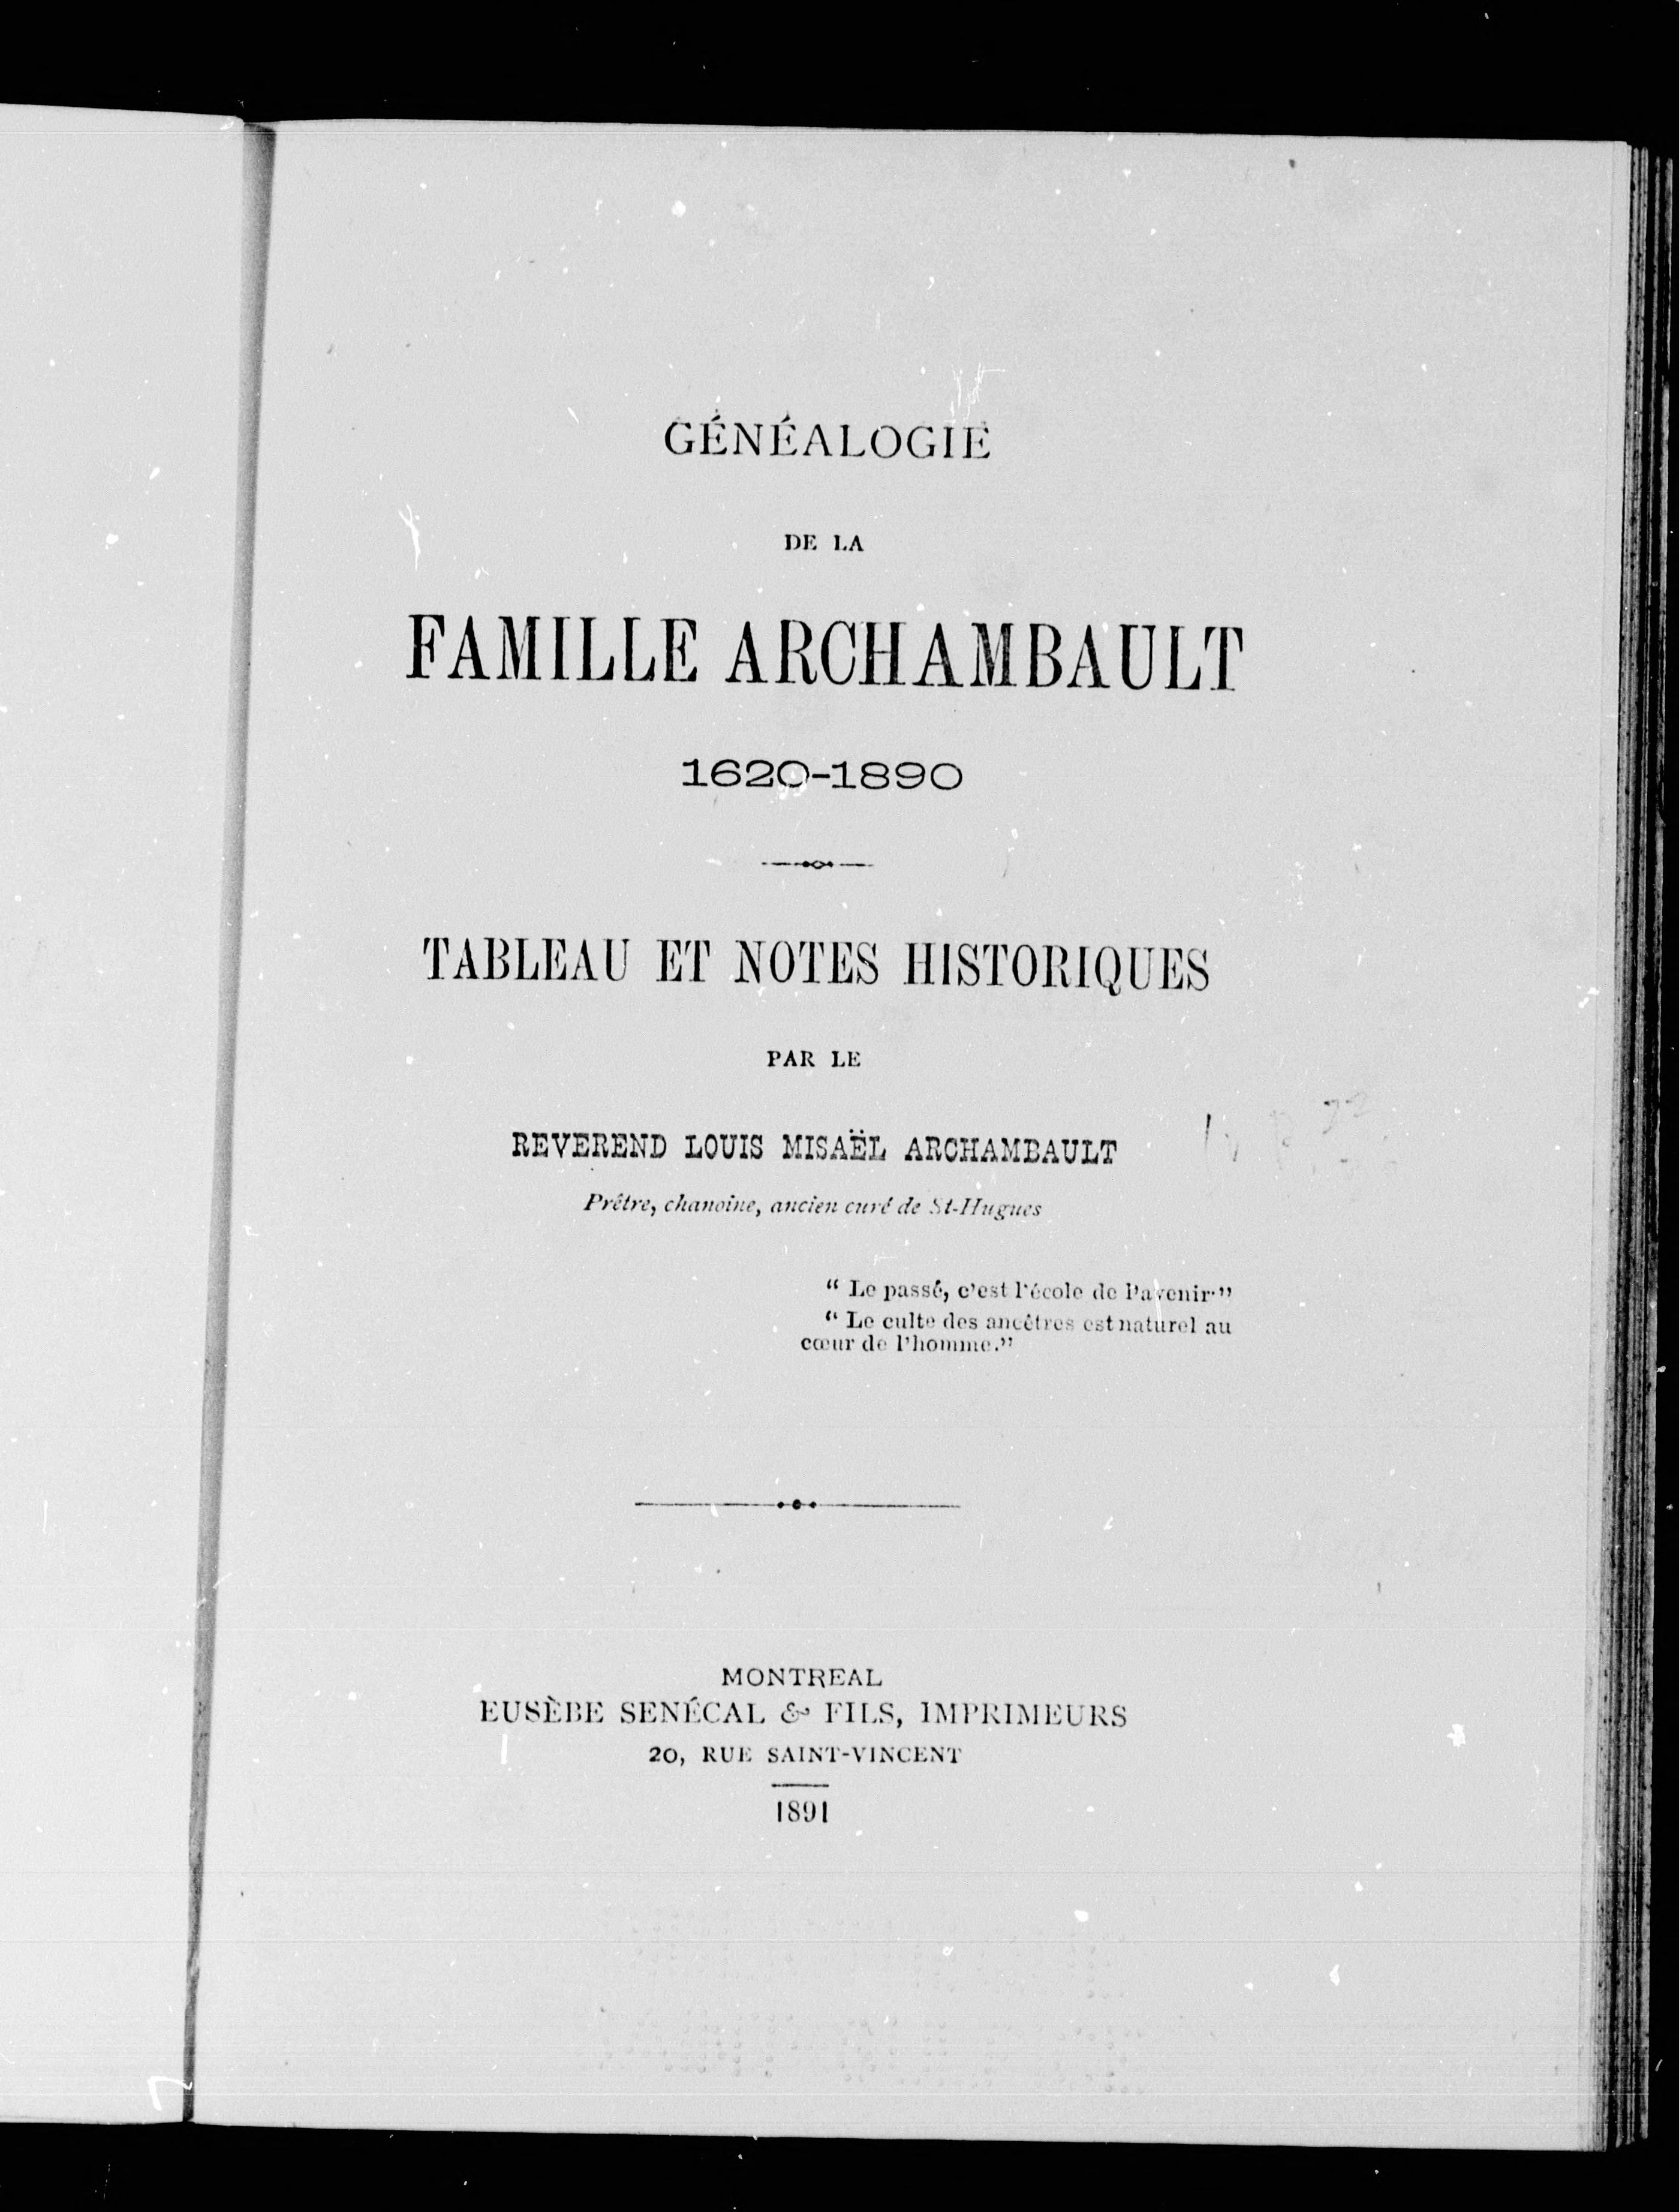 GÉNÉALOGIE
DE LA
FAMILLE ARCHAMBAULT
1620-1890
TABLEAU ET NOTES HISTORIQUES
PAR LE
REVEREND LOUIS MISAËL ARCHAMBAULT
Prêtre, chanoine, ancien curé de St-Hugues
“ Le passé, c’est l’école de l’avenir.”
“ Le culte des ancêtres est naturel au
cœur de l’homme.”
MONTREAL
EUSÈBE SENÉCAL & FILS, IMPRIMEURS
20, RUE SAINT-VINCENT
1891